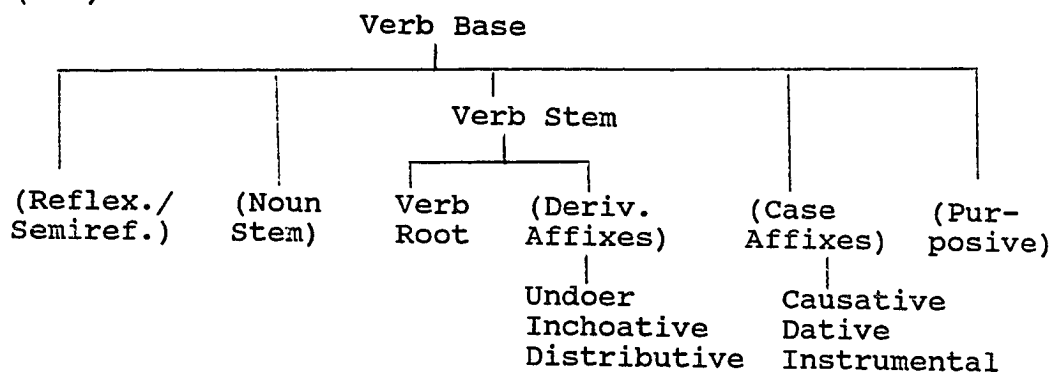 Verb Base
Verb Stem
(Reflex./ (Noun Verb (Deriv. (Case (Pur-
Semiref.) Stem) Root Affixes) Affixes) posive)
Undoer Causative
Inchoative Dative
Distributive Instrumental